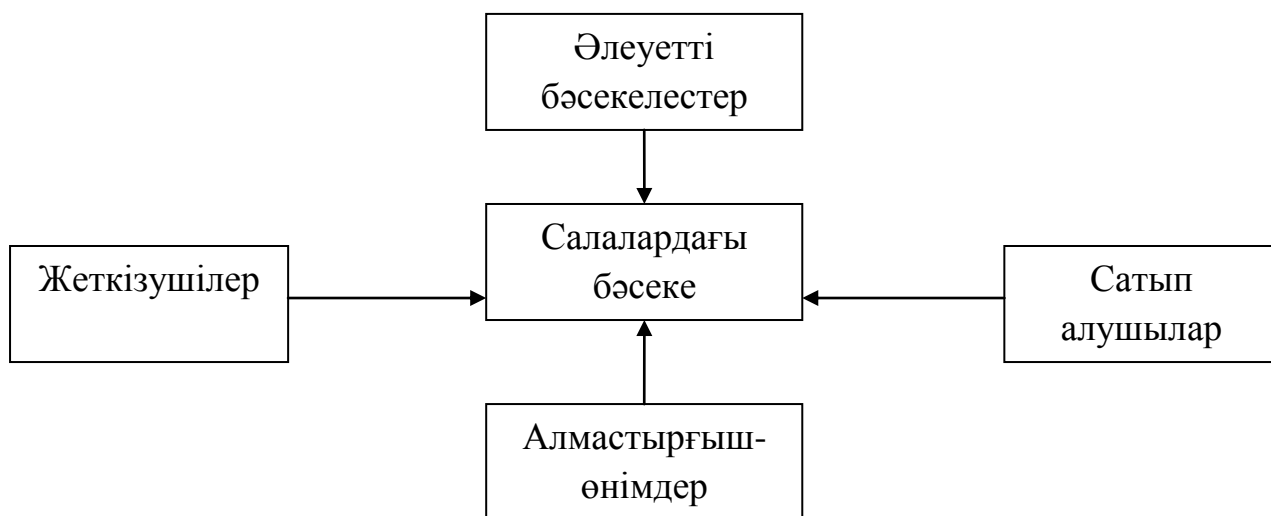 Әлеуетті
бәсекелестер
Салалардағы
бәсеке
Жеткізушілер
Сатып
алушылар
Алмастырғыш-
өнімдер